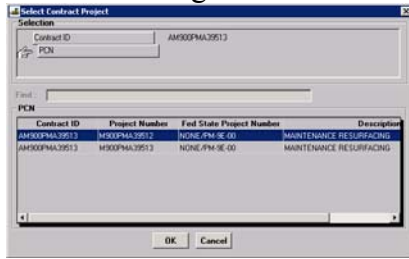 Select Contract Project
Selection
Contract ID AM900PMA39513
PCN
Find:
PCN
Contract ID Project Number Fed State Project Number Description
AM900PMA39513 M900PMA39512 NONE/PM-9E-00 MAINTENANCE RESURFACING
AM900PMA39513 M900PMA39513 NONE/PM-9E-00 MAINTENANCE RESURFACING
OK Cancel